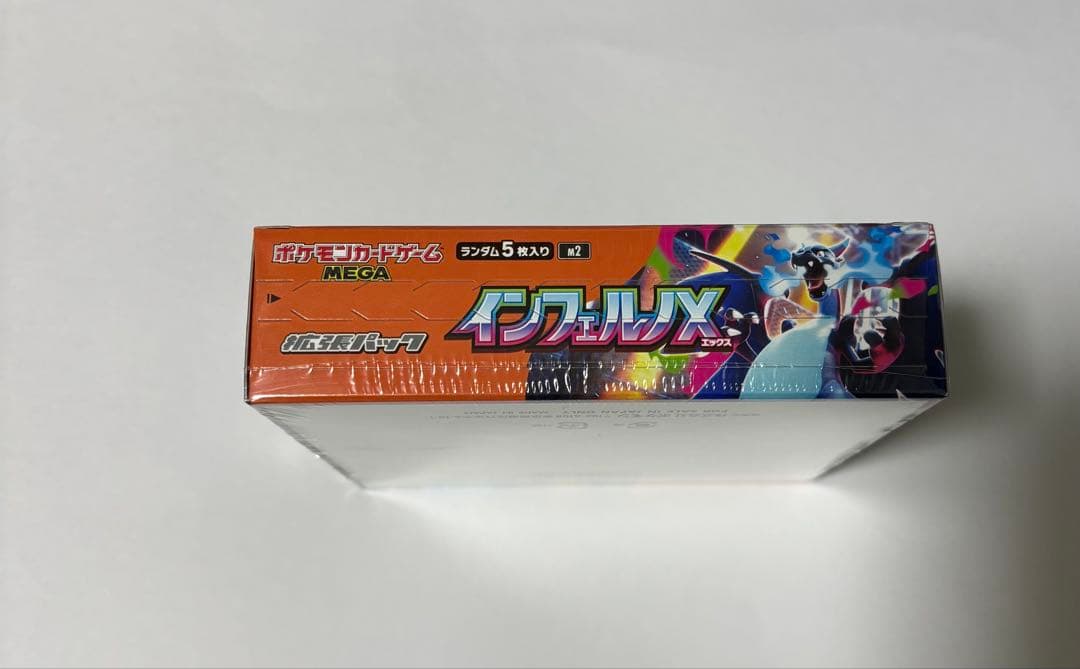 ポケモンカードゲーム
MEGA
ランダム5枚入り
M2
拡張パック
インフェルノX
エックス
FOR SALE IN JAPAN ONLY MADE IN JAPAN